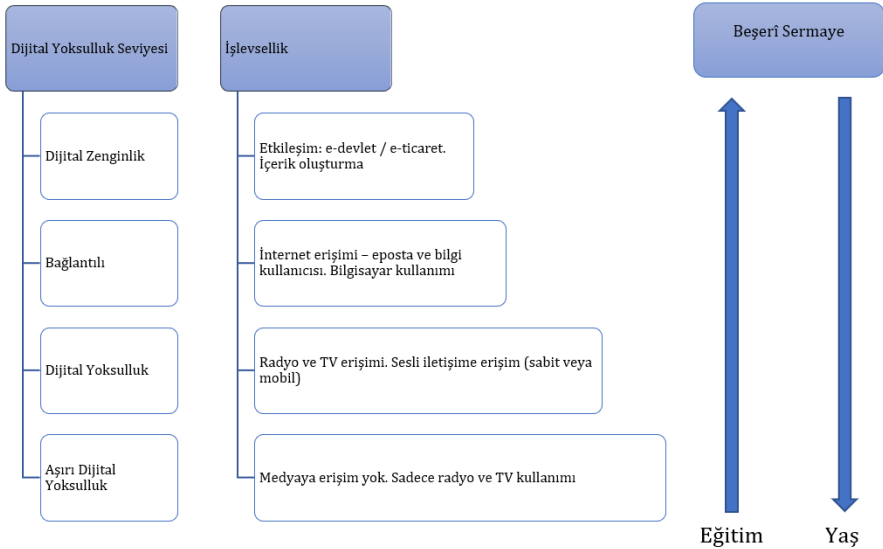 Dijital Yoksulluk Seviyesi
Dijital Zenginlik
Bağlantılı
Dijital Yoksulluk
Aşırı Dijital
Yoksulluk
İşlevsellik
Etkileşim: e-devlet / e-ticaret.
İçerik oluşturma
İnternet erişimi – eposta ve bilgi
kullanıcısı. Bilgisayar kullanımı
Radyo ve TV erişimi. Sesli iletişime erişim (sabit veya
mobil)
Medyaya erişim yok. Sadece radyo ve TV kullanımı
Beşerî Sermaye
Eğitim
Yaş